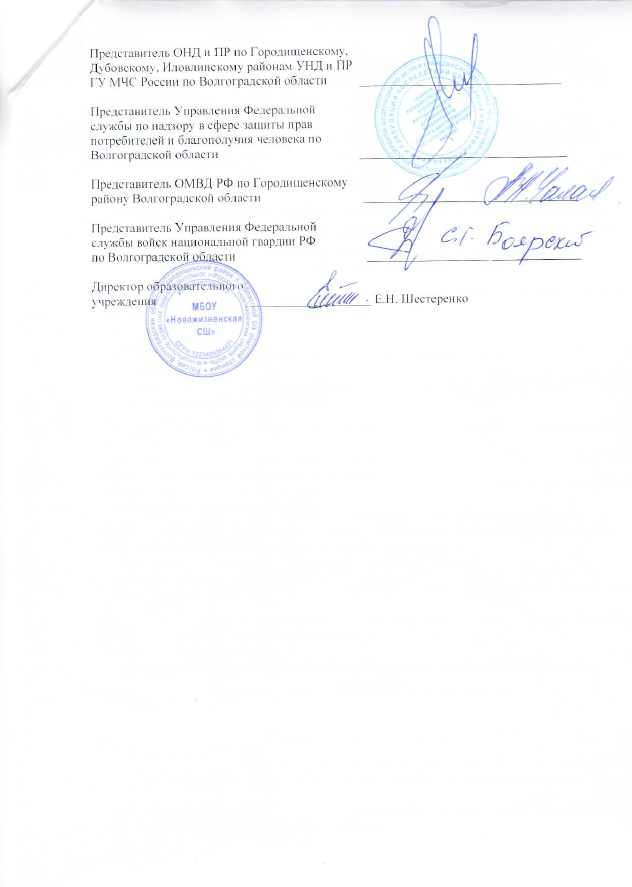 Представитель ОНД и ПР по Городищенскому,
Дубовскому, Иловлинскому районам УНД и ПР
ГУ МЧС России по Волгоградской области
Представитель Управления Федеральной
службы по надзору в сфере защиты прав
потребителей и благополучия человека по
Волгоградской области
Представитель ОМВД РФ по Городищенскому
району Волгоградской области
Представитель Управления Федеральной
службы войск национальной гвардии РФ
по Волгоградской области
С.Г. Боярский
Директор образовательного
учреждения Е.Н. Шестеренко
МБОУ
«Новожизненская
СШ»